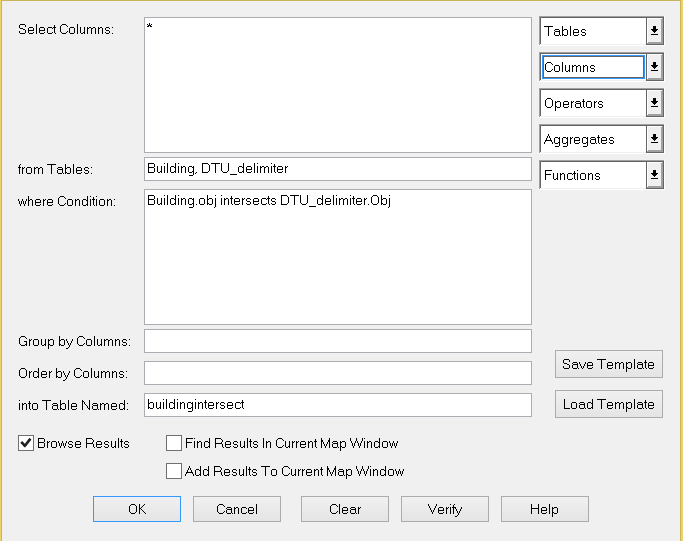 Select Columns:
*
Tables
Columns
Operators
Aggregates
Functions
from Tables:
Building, DTU_delimiter
where Condition:
Building.obj intersects DTU_delimiter.Obj
Group by Columns:
Order by Columns:
into Table Named:
buildingintersect
Save Template
Load Template
Browse Results
Find Results In Current Map Window
Add Results To Current Map Window
OK
Cancel
Clear
Verify
Help